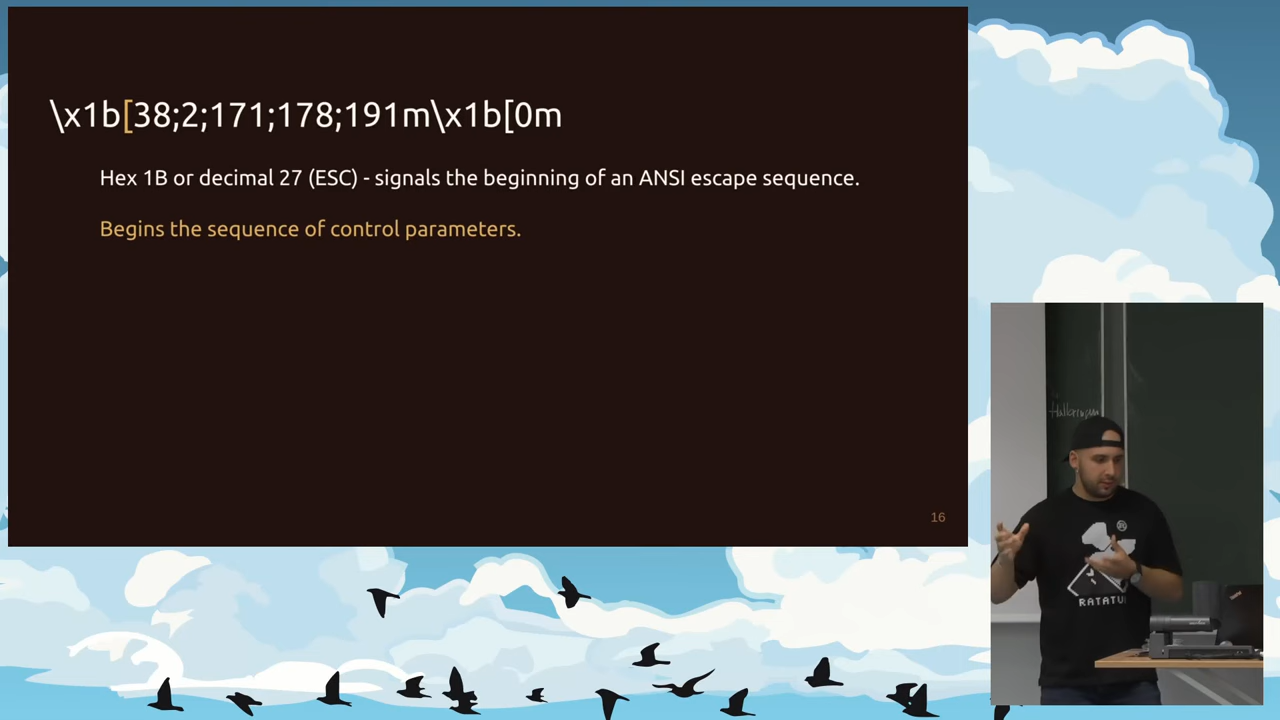 \x1b[38;2;171;178;191m\x1b[0m
Hex 1B or decimal 27 (ESC) - signals the beginning of an ANSI escape sequence.
Begins the sequence of control parameters.
16
RATATUI